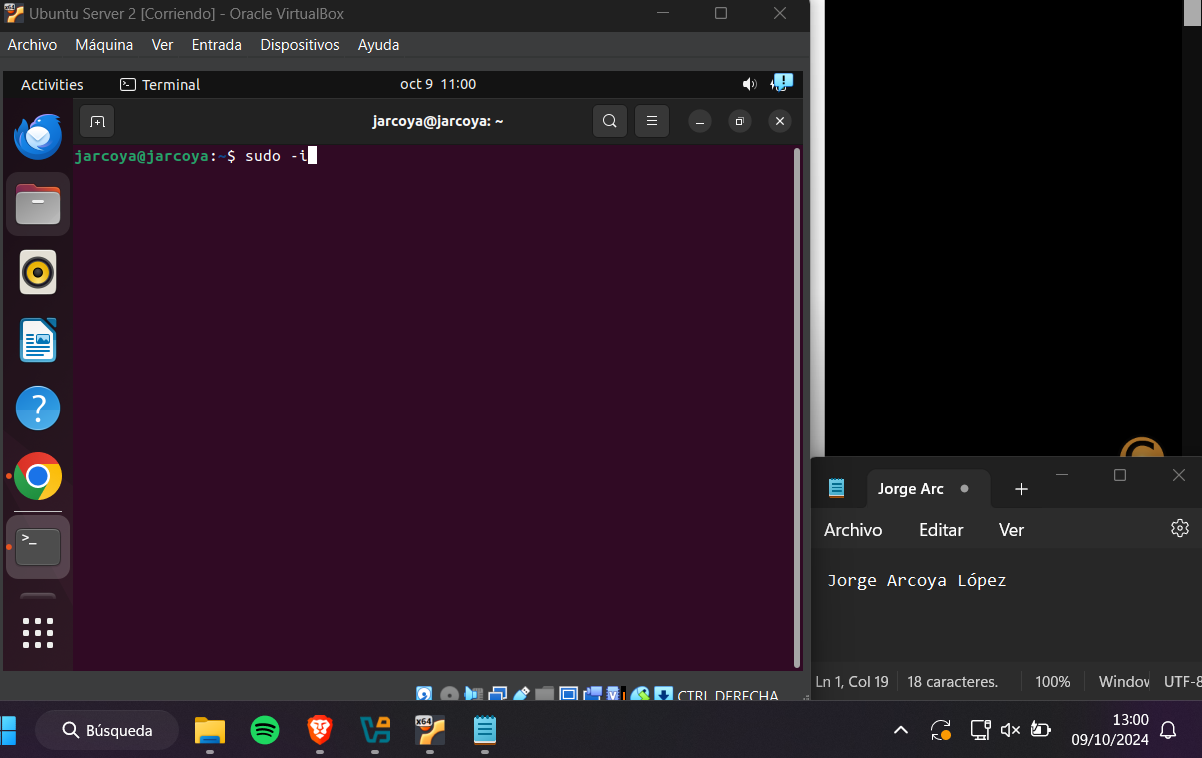 Ubuntu Server 2 [Corriendo] - Oracle VirtualBox
Archivo Máquina Ver Entrada Dispositivos Ayuda
Activities Terminal oct 9 11:00
jarcoya@jarcoya: ~
jarcoya@jarcoya:~$ sudo -i
CTRL DERECHA
Jorge Arc
Archivo Editar Ver
Jorge Arcoya López
Ln 1, Col 19 18 caracteres. 100% Window UTF-8
Búsqueda
13:00
09/10/2024